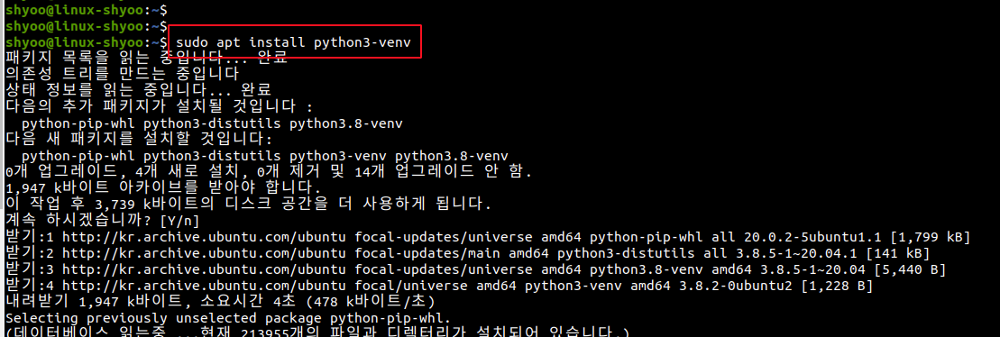 shyoo@linux-shyoo:~$
shyoo@linux-shyoo:~$
shyoo@linux-shyoo:~$ sudo apt install python3-venv
패키지 목록을 읽는 중입니다... 완료
의존성 트리를 만드는 중입니다
상태 정보를 읽는 중입니다... 완료
다음의 추가 패키지가 설치될 것입니다 :
  python-pip-whl python3-distutils python3.8-venv
다음 새 패키지를 설치할 것입니다:
  python-pip-whl python3-distutils python3-venv python3.8-venv
0개 업그레이드, 4개 새로 설치, 0개 제거 및 14개 업그레이드 안 함.
1,947 k바이트 아카이브를 받아야 합니다.
이 작업 후 3,739 k바이트의 디스크 공간을 더 사용하게 됩니다.
계속 하시겠습니까? [Y/n]
받기:1 http://kr.archive.ubuntu.com/ubuntu focal-updates/universe amd64 python-pip-whl all 20.0.2-5ubuntu1.1 [1,799 kB]
받기:2 http://kr.archive.ubuntu.com/ubuntu focal-updates/main amd64 python3-distutils all 3.8.5-1~20.04.1 [141 kB]
받기:3 http://kr.archive.ubuntu.com/ubuntu focal-updates/universe amd64 python3.8-venv amd64 3.8.5-1~20.04 [5,440 B]
받기:4 http://kr.archive.ubuntu.com/ubuntu focal/universe amd64 python3-venv amd64 3.8.2-0ubuntu2 [1,228 B]
내려받기 1,947 k바이트, 소요시간 4초 (478 k바이트/초)
Selecting previously unselected package python-pip-whl.
(데이터베이스 읽는중 ...현재 213955개의 파일과 디렉터리가 설치되어 있습니다.)